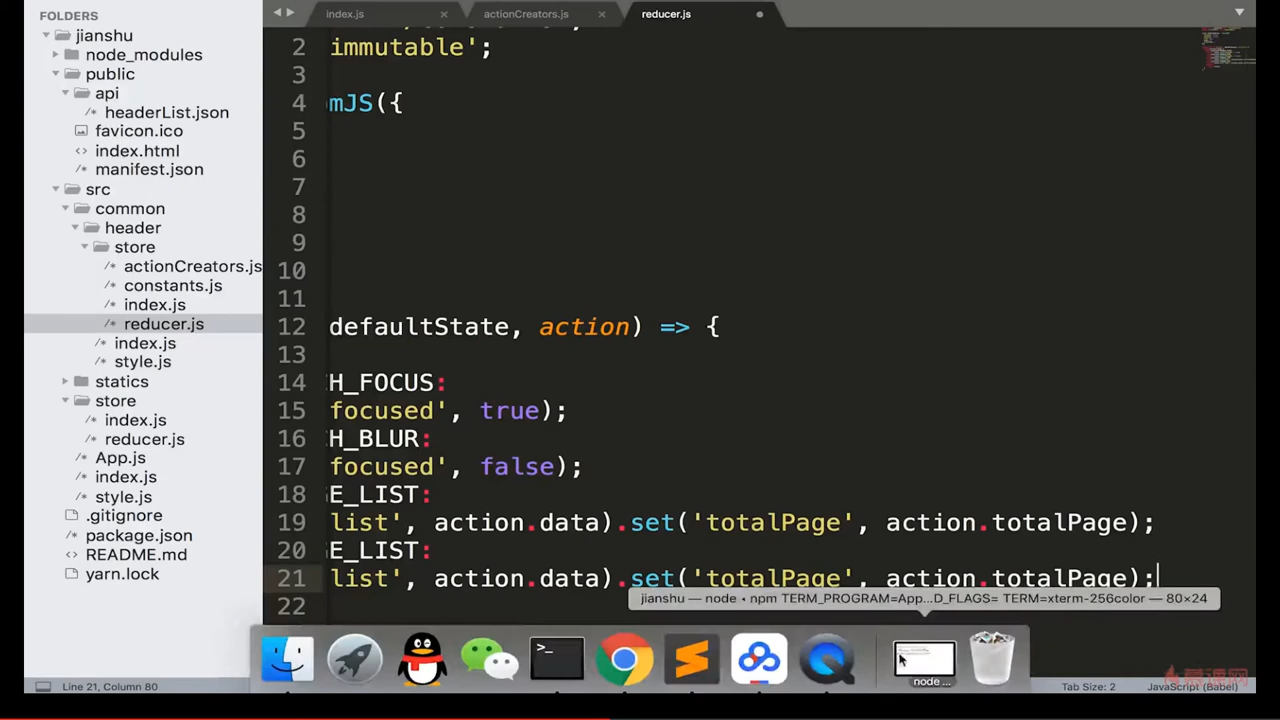 FOLDERS
jianshu
node_modules
public
api
/* headerList.json
favicon.ico
<> index.html
/* manifest.json
src
common
header
store
/* actionCreators.js
/* constants.js
/* index.js
/* reducer.js
/* index.js
/* style.js
statics
store
/* index.js
/* reducer.js
/* App.js
/* index.js
/* style.js
.gitignore
/* package.json
<> README.md
yarn.lock
index.js ×
actionCreators.js ×
reducer.js
2 immutable';
3
4 mJS({
5
6
7
8
9
10
11
12 defaultState, action) => {
13
14 H_FOCUS:
15 focused', true);
16 H_BLUR:
17 focused', false);
18 GE_LIST:
19 list', action.data).set('totalPage', action.totalPage);
20 GE_LIST:
21 list', action.data).set('totalPage', action.totalPage);
22
jianshu — node • npm TERM_PROGRAM=App...D_FLAGS= TERM=xterm-256color — 80×24
>_
node ...
慕课网
Line 21, Column 80
Tab Size: 2
JavaScript (Babel)